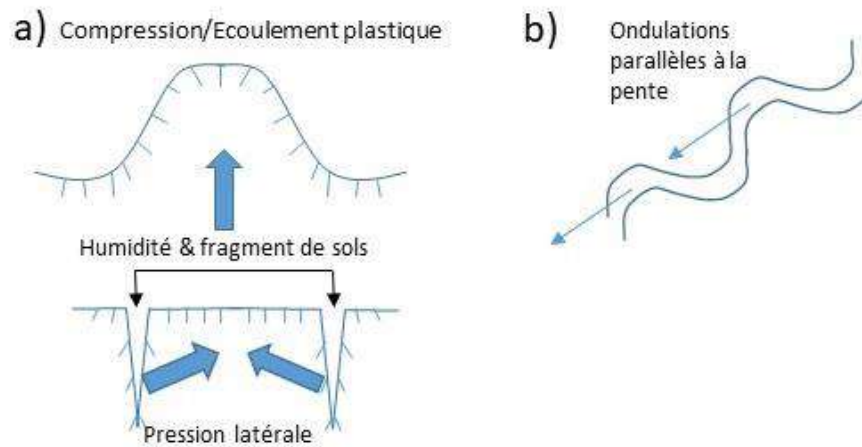 a) Compression/Ecoulement plastique
Humidité & fragment de sols
Pression latérale
b) Ondulations
parallèles à la
pente